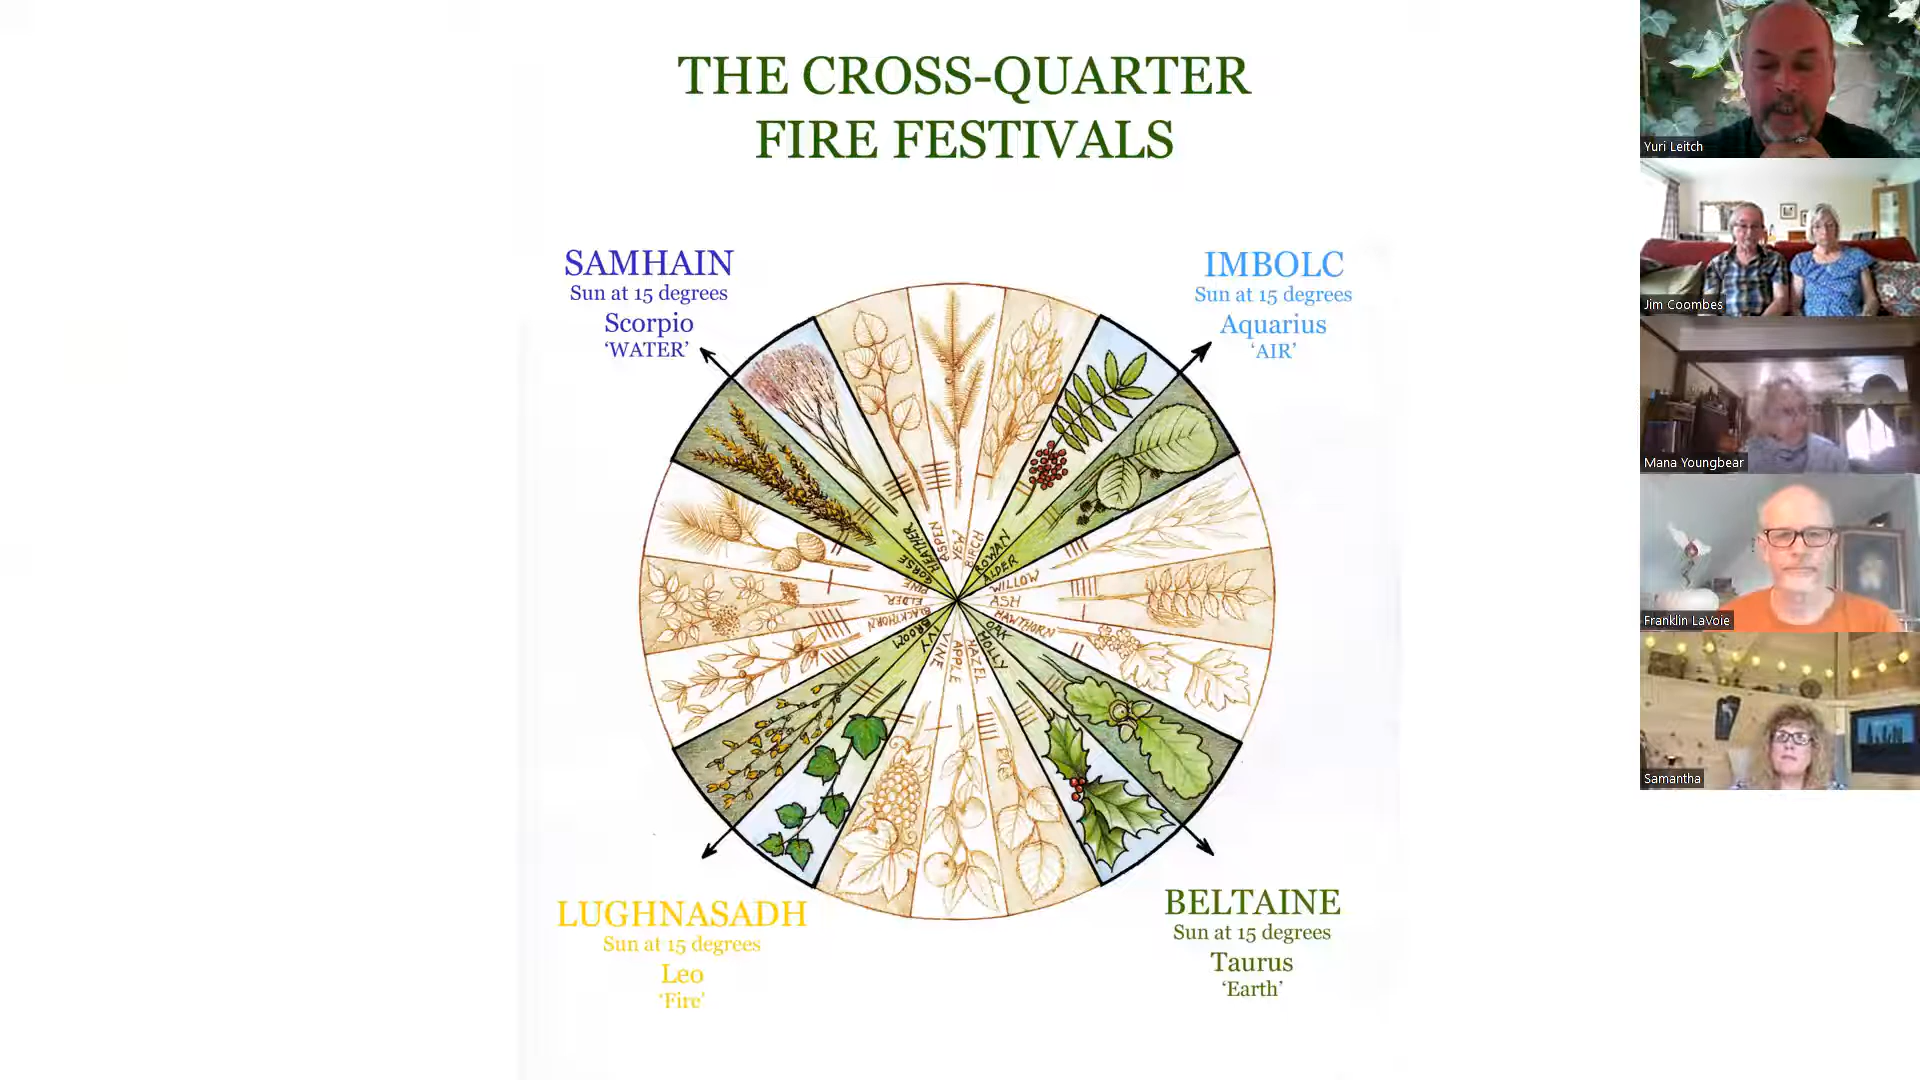 THE CROSS-QUARTER
FIRE FESTIVALS
SAMHAIN
Sun at 15 degrees
Scorpio
‘WATER’
IMBOLC
Sun at 15 degrees
Aquarius
‘AIR’
BIRCH
ROWAN
ALDER
WILLOW
ASH
HAWTHORN
OAK
HOLLY
HAZEL
APPLE
VINE
IVY
BROOM
BLACKTHORN
ELDER
PINE
GORSE
HEATHER
ASPEN
YEW
LUGHNASADH
Sun at 15 degrees
Leo
‘Fire’
BELTAINE
Sun at 15 degrees
Taurus
‘Earth’
Yuri Leitch
Jim Coombes
Mana Youngbear
Franklin LaVoie
Samantha